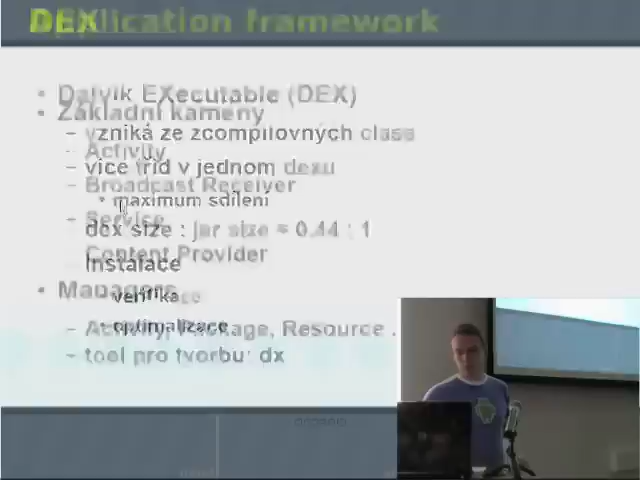 DEX
Application framework
Dalvik EXecutable (DEX)
Základní kameny
vzniká ze zcompilovných class
Activity
více tříd v jednom dexu
Broadcast Receiver
maximum sdílení
Service
dex size : jar size = 0.44 : 1
Content Provider
Instalace
Managers
verifikace
optimalizace
Activity, Package, Resource
tool pro tvorbu: dx